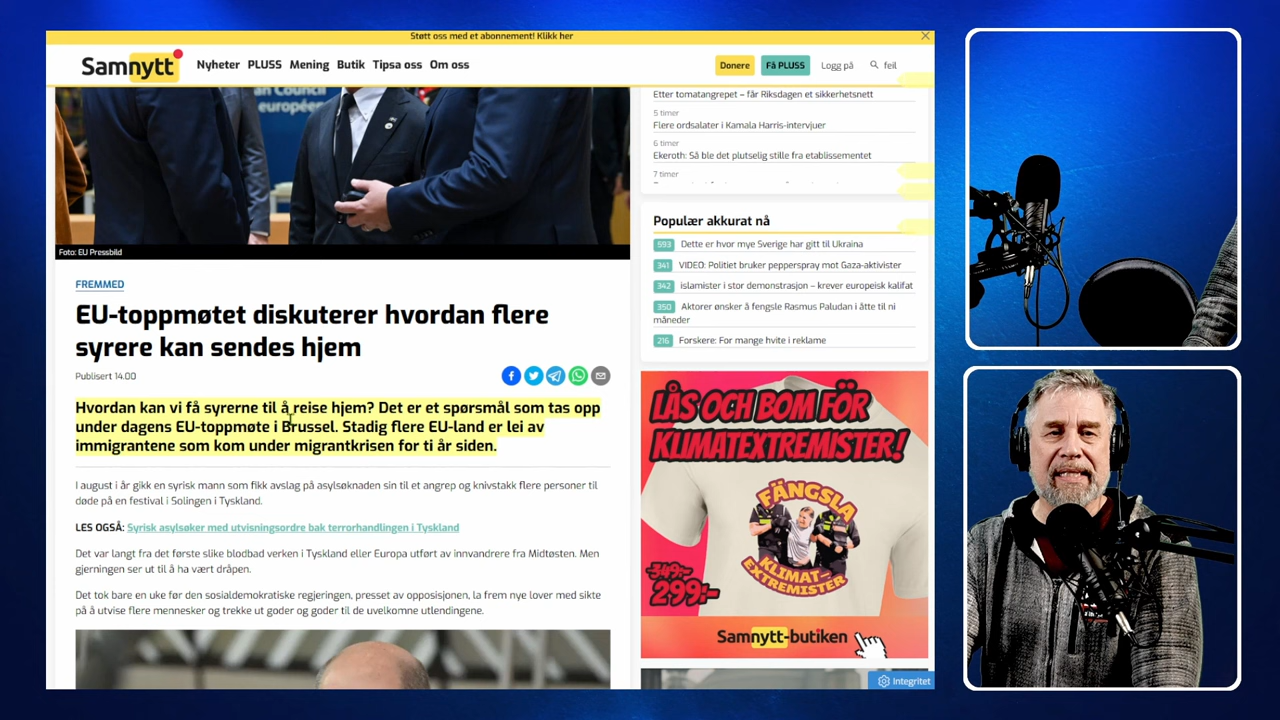 Støtt oss med et abonnement! Klikk her
Samnytt
Nyheter PLUSS Mening Butik Tipsa oss Om oss
Donere
Få PLUSS
Logg på
feil
an Council
européen
Foto: EU Pressbild
FREMMED
EU-toppmøtet diskuterer hvordan flere
syrere kan sendes hjem
Publisert 14.00
Hvordan kan vi få syrerne til å reise hjem? Det er et spørsmål som tas opp
under dagens EU-toppmøte i Brussel. Stadig flere EU-land er lei av
immigrantene som kom under migrantkrisen for ti år siden.
I august i år gikk en syrisk mann som fikk avslag på asylsøknaden sin til et angrep og knivstakk flere personer til
døde på en festival i Solingen i Tyskland.
LES OGSÅ: Syrisk asylsøker med utvisningsordre bak terrorhandlingen i Tyskland
Det var langt fra det første slike blodbad verken i Tyskland eller Europa utført av innvandrere fra Midtøsten. Men
gjerningen ser ut til å ha vært dråpen.
Det tok bare en uke før den sosialdemokratiske regjeringen, presset av opposisjonen, la frem nye lover med sikte
på å utvise flere mennesker og trekke ut goder og goder til de uvelkomne utlendingene.
Etter tomatangrepet – får Riksdagen et sikkerhetsnett
5 timer
Flere ordsalater i Kamala Harris-intervjuer
6 timer
Ekeroth: Så ble det plutselig stille fra etablissementet
7 timer
Populær akkurat nå
593 Dette er hvor mye Sverige har gitt til Ukraina
341 VIDEO: Politiet bruker pepperspray mot Gaza-aktivister
342 islamister i stor demonstrasjon – krever europeisk kalifat
350 Aktorer ønsker å fengsle Rasmus Paludan i åtte til ni
måneder
216 Forskere: For mange hvite i reklame
LÅS OCH BOM FÖR
KLIMATEXTREMISTER!
FÄNGSLA
KLIMAT-
EXTREMISTER
349:-
299:-
Samnytt-butiken
Integritet